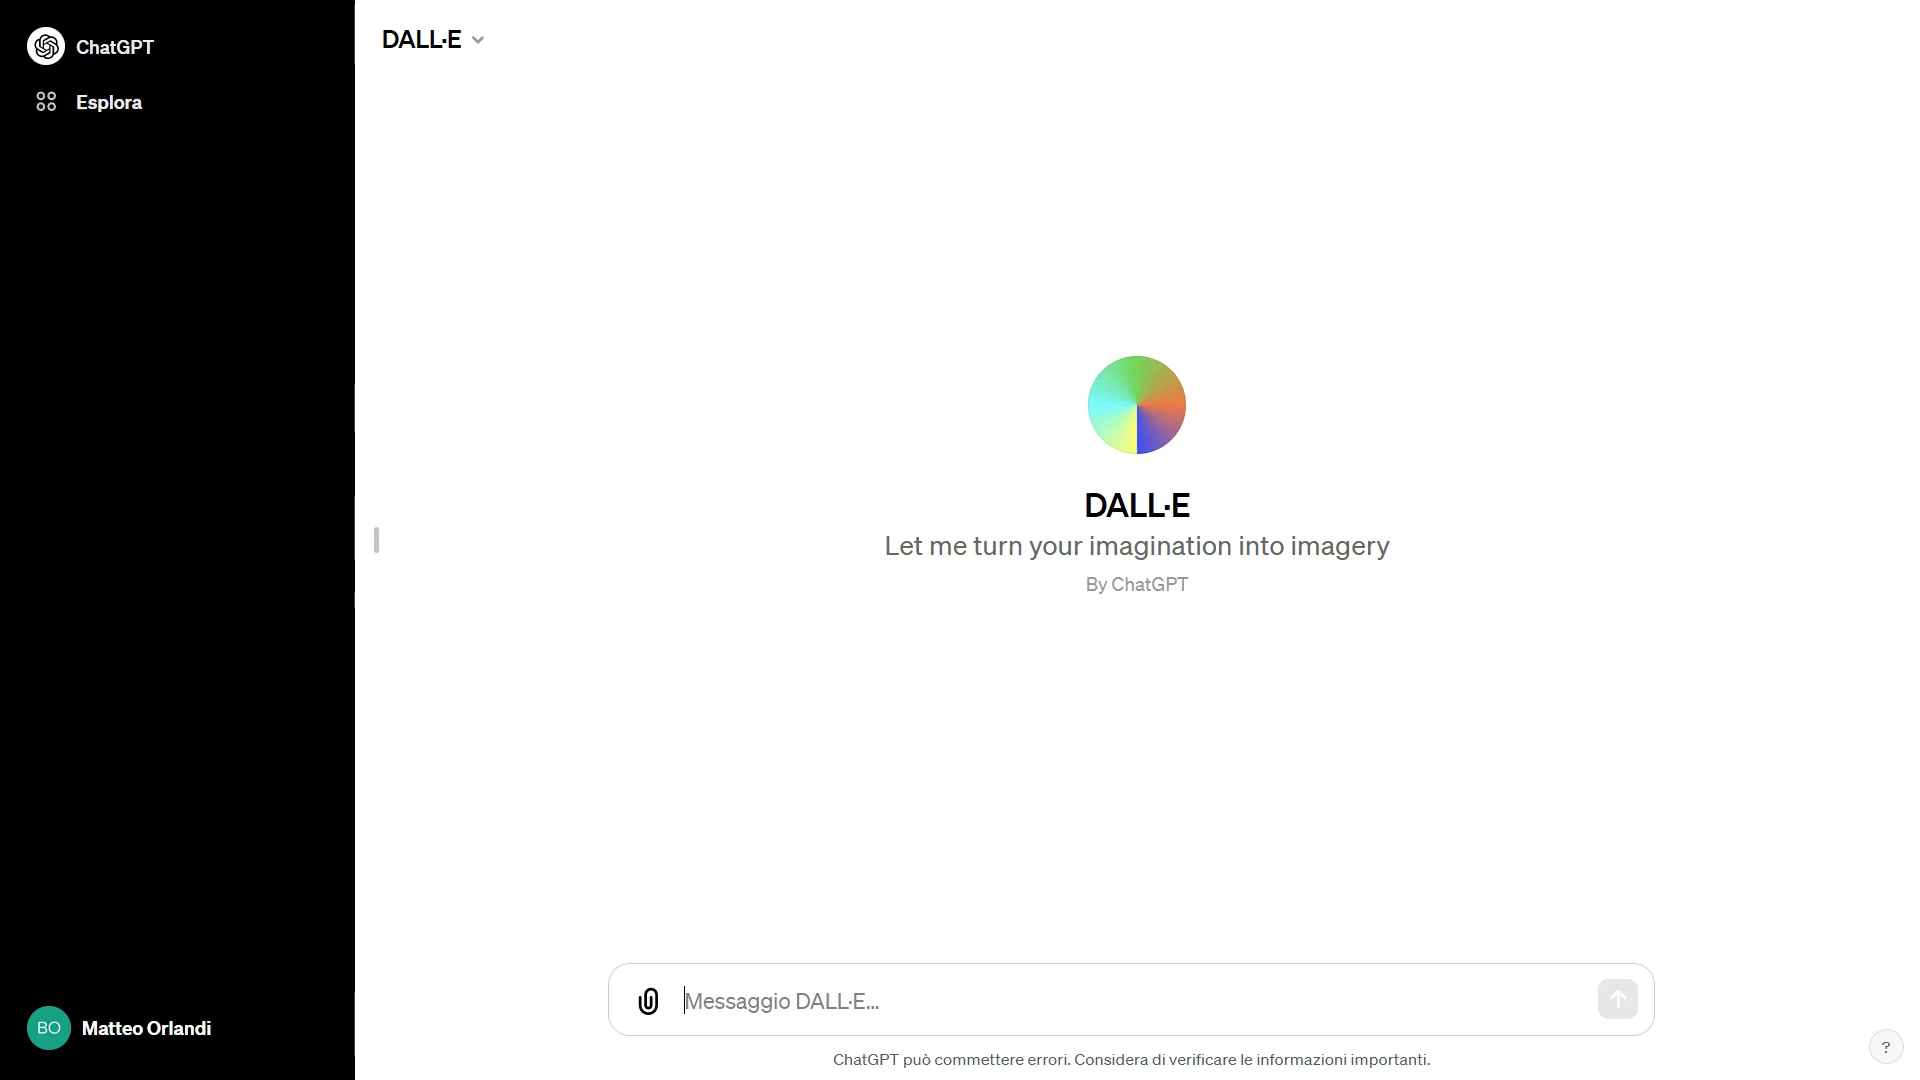 ChatGPT
Esplora
DALL·E
DALL·E
Let me turn your imagination into imagery
By ChatGPT
Messaggio DALL·E...
ChatGPT può commettere errori. Considera di verificare le informazioni importanti.
BO
Matteo Orlandi
?